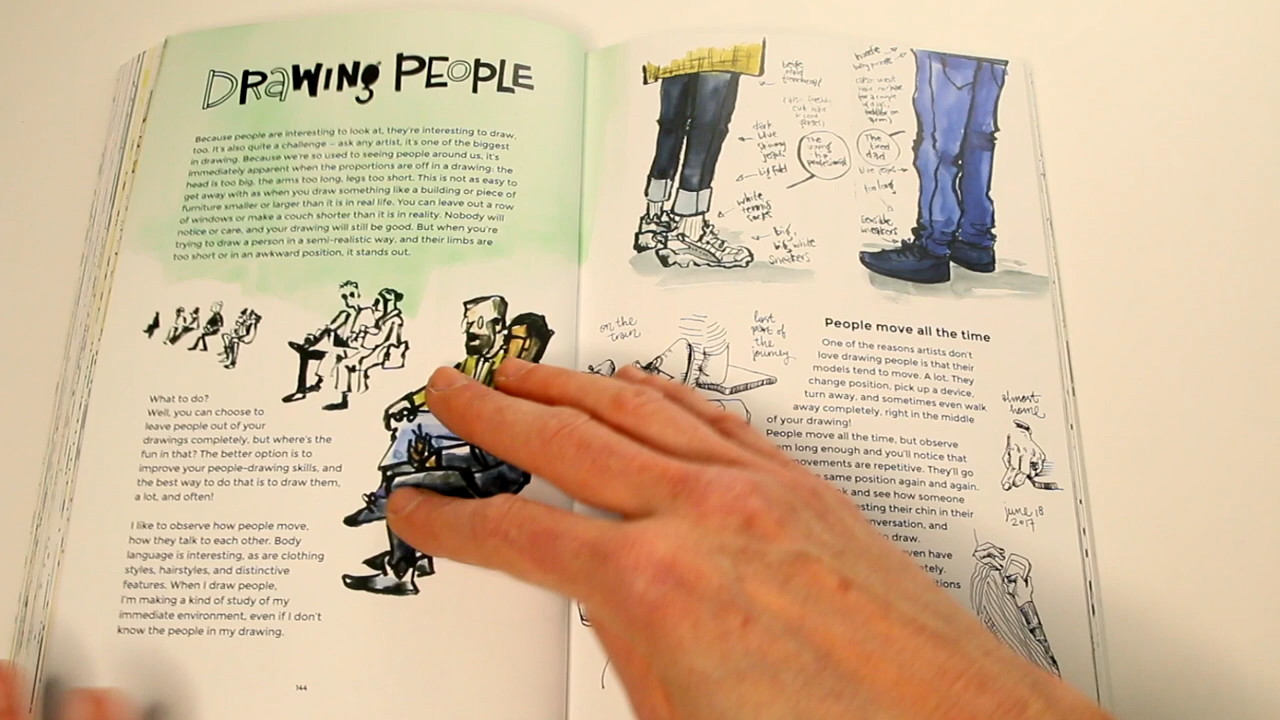 DRAWING PEOPLE
Because people are interesting to look at, they're interesting to draw,
too. It's also quite a challenge – ask any artist, it's one of the biggest
in drawing. Because we're so used to seeing people around us, it's
immediately apparent when the proportions are off in a drawing: the
head is too big, the arms too long, legs too short. This is not as easy to
get away with as when you draw something like a building or piece of
furniture smaller or larger than it is in real life. You can leave out a row
of windows or make a couch shorter than it is in reality. Nobody will
notice or care, and your drawing will still be good. But when you're
trying to draw a person in a semi-realistic way, and their limbs are
too short or in an awkward position, it stands out.
What to do?
Well, you can choose to
leave people out of your
drawings completely, but where's the
fun in that? The better option is to
improve your people-drawing skills, and
the best way to do that is to draw them,
a lot, and often!
I like to observe how people move,
how they talk to each other. Body
language is interesting, as are clothing
styles, hairstyles, and distinctive
features. When I draw people,
I'm making a kind of study of my
immediate environment, even if I don't
know the people in my drawing.
144
dark
blue
skinny
jeans
big fold
white
tennis
socks
big,
big white
sneakers
The
young
hip
professional
The
tired
dad
too long
sensible
sneakers
on the
train
last
part of
the
journey
People move all the time
One of the reasons artists don't
love drawing people is that their
models tend to move. A lot. They
change position, pick up a device,
turn away, and sometimes even walk
away completely, right in the middle
of your drawing!
People move all the time, but observe
long enough and you'll notice that
movements are repetitive. They'll go
same position again and again.
and see how someone
their chin in their
and
draw.
even have
almost
home
june 18
2017